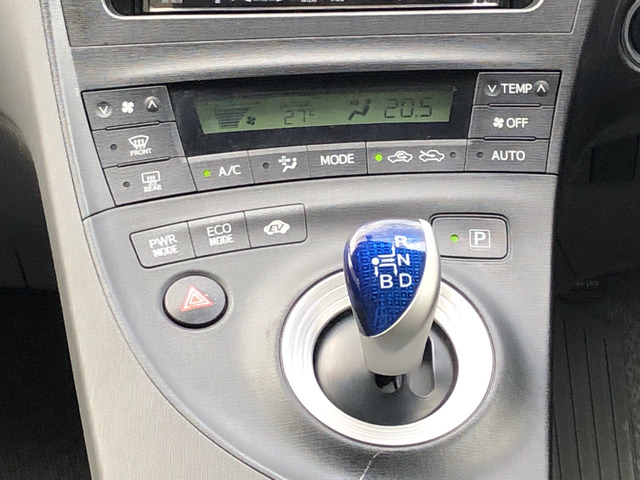 TEMP
27℃
20.5
OFF
FRONT
REAR
A/C
MODE
AUTO
PWR
MODE
ECO
MODE
EV
P
R
N
B D